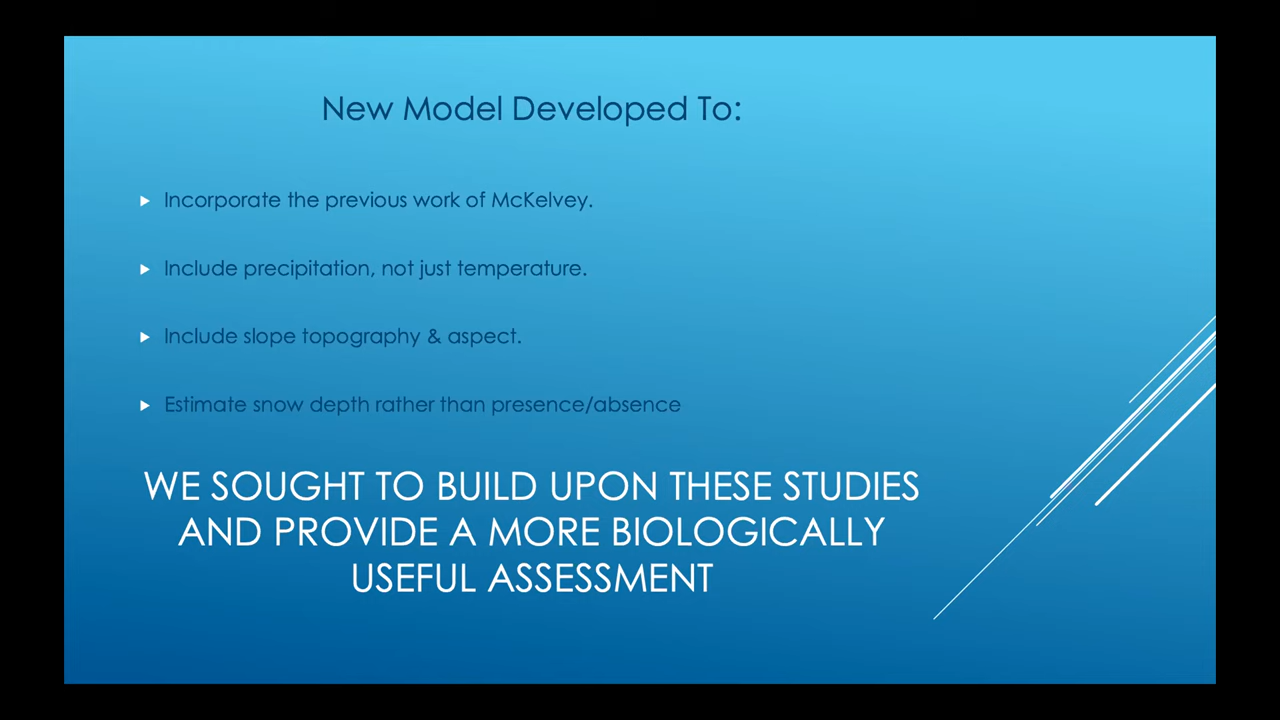 New Model Developed To:
Incorporate the previous work of McKelvey.
Include precipitation, not just temperature.
Include slope topography & aspect.
Estimate snow depth rather than presence/absence
WE SOUGHT TO BUILD UPON THESE STUDIES
AND PROVIDE A MORE BIOLOGICALLY
USEFUL ASSESSMENT